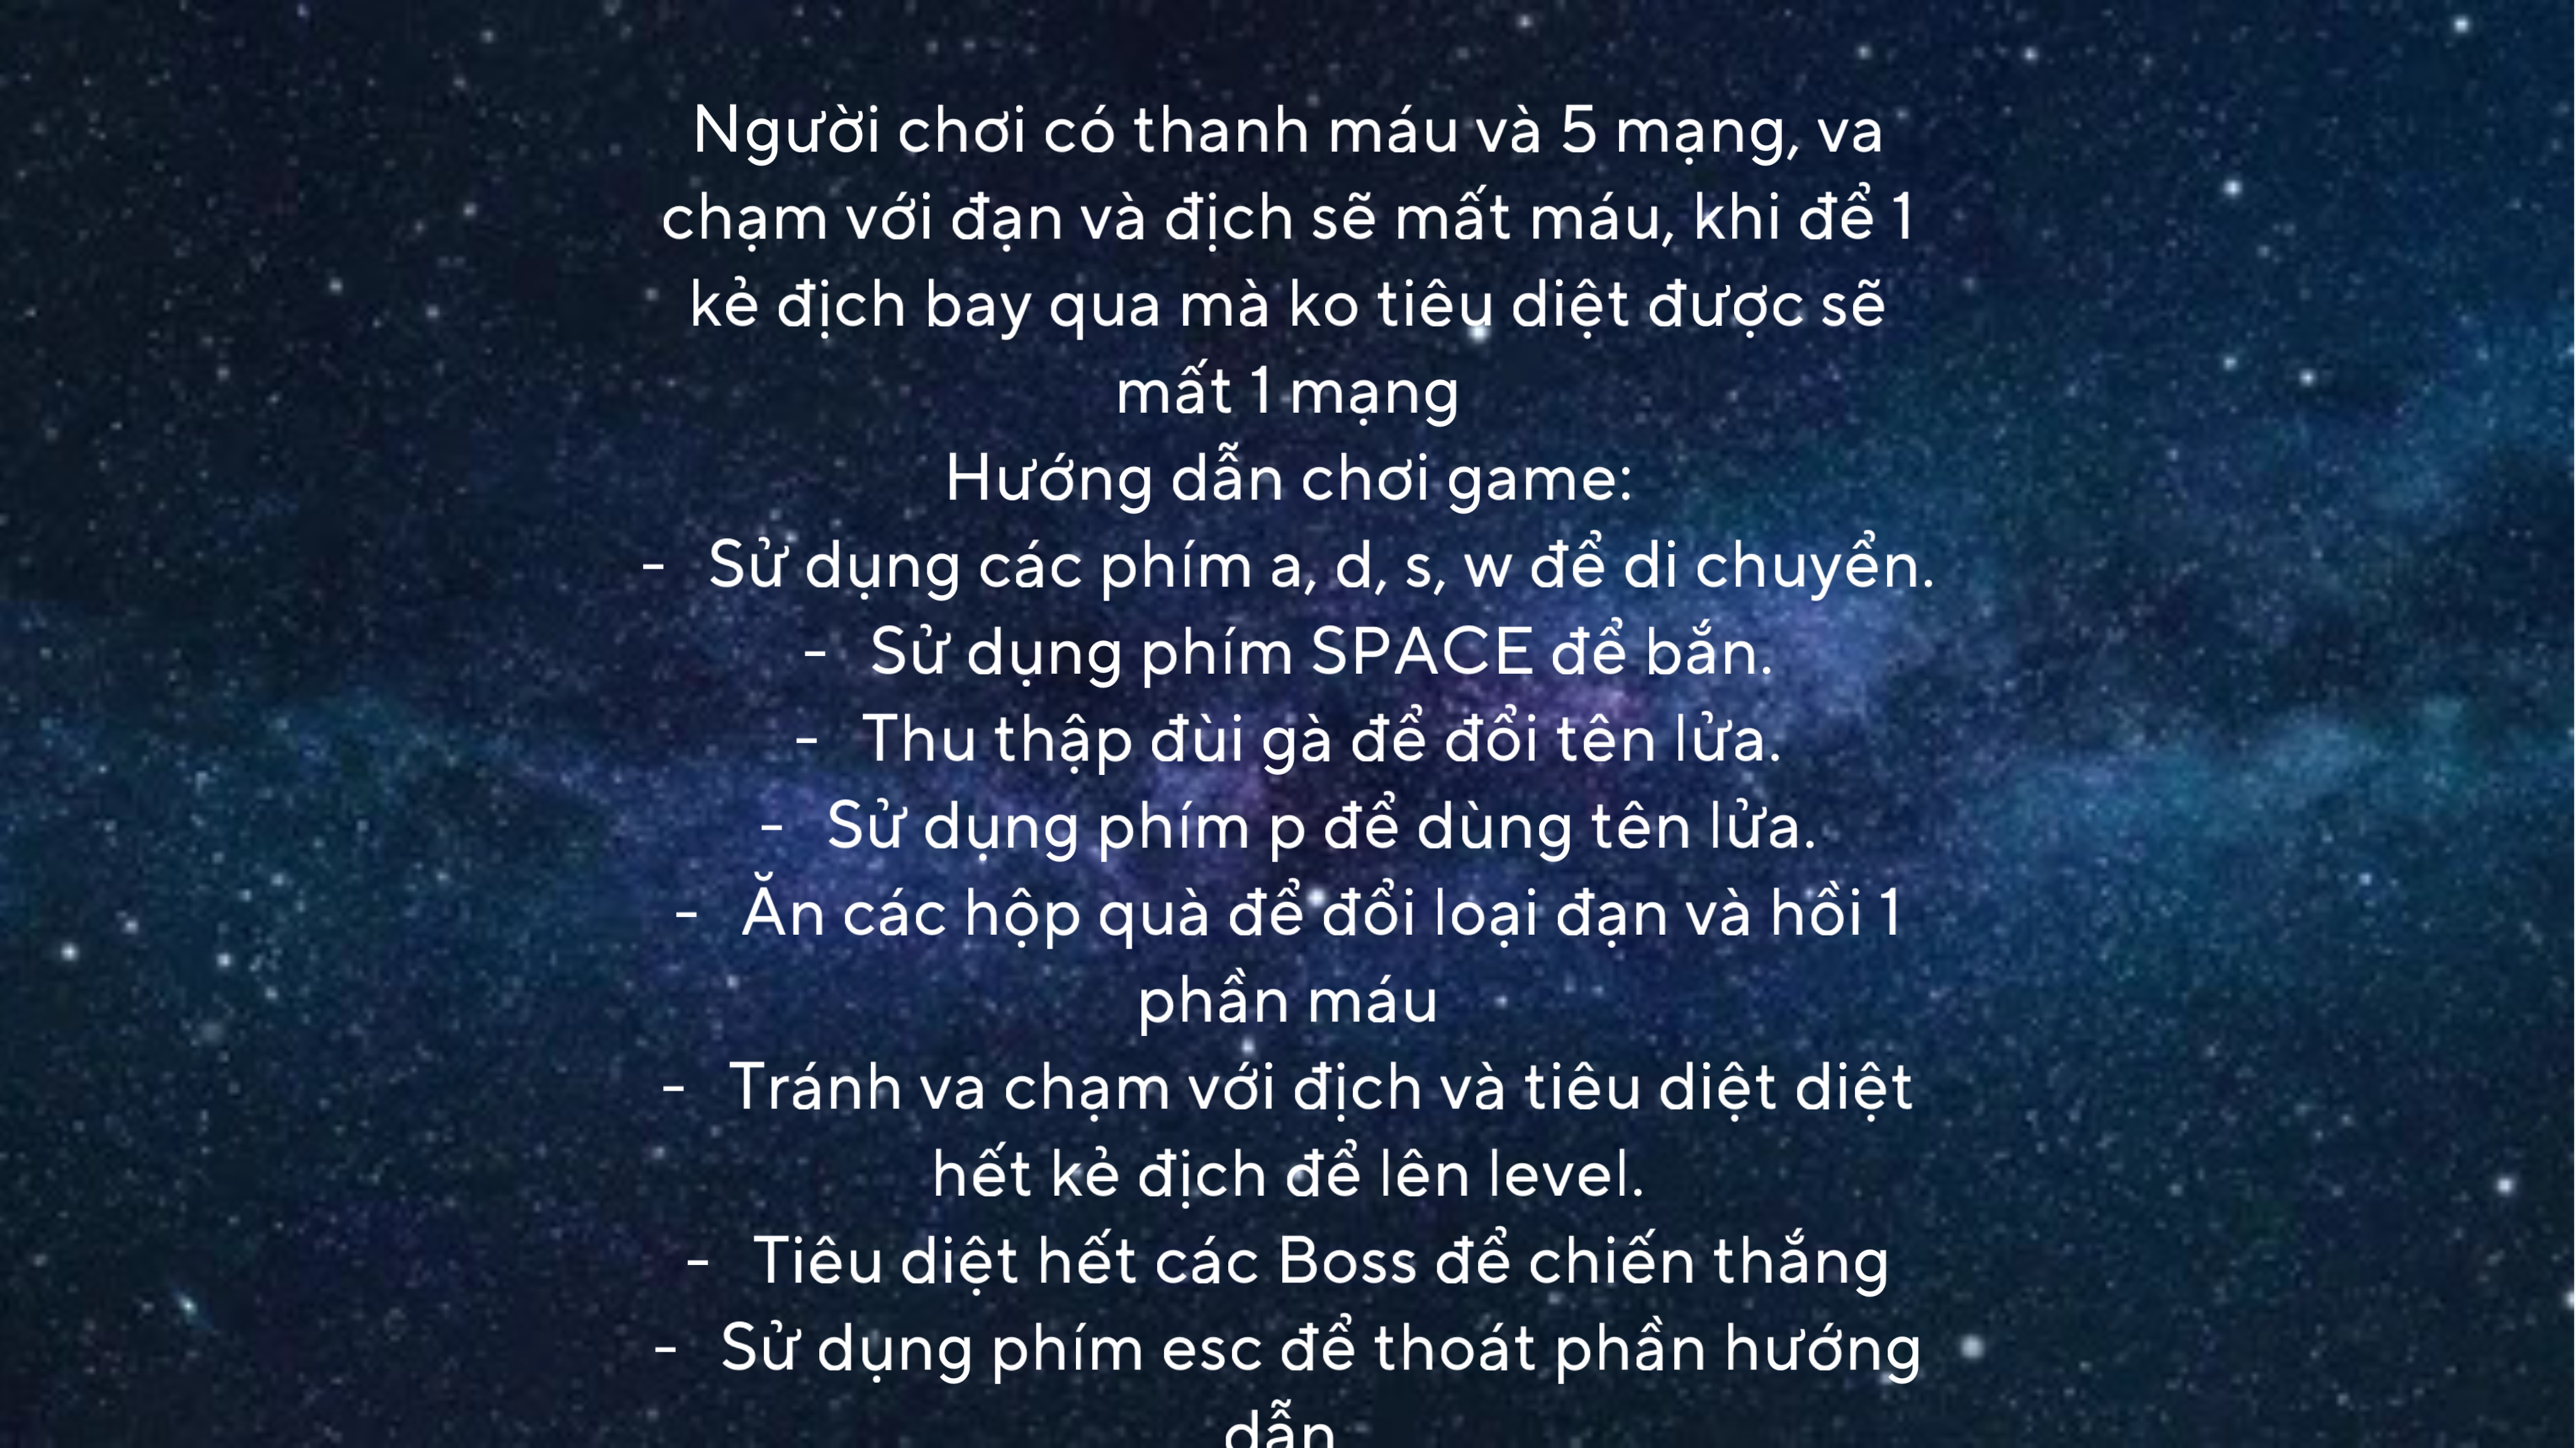 Người chơi có thanh máu và 5 mạng, va
chạm với đạn và địch sẽ mất máu, khi để 1
kẻ địch bay qua mà ko tiêu diệt được sẽ
mất 1 mạng
Hướng dẫn chơi game:
- Sử dụng các phím a, d, s, w để di chuyển.
- Sử dụng phím SPACE để bắn.
- Thu thập đùi gà để đổi tên lửa.
- Sử dụng phím p để dùng tên lửa.
- Ăn các hộp quà để đổi loại đạn và hồi 1
phần máu
- Tránh va chạm với địch và tiêu diệt diệt
hết kẻ địch để lên level.
- Tiêu diệt hết các Boss để chiến thắng
- Sử dụng phím esc để thoát phần hướng
dẫn